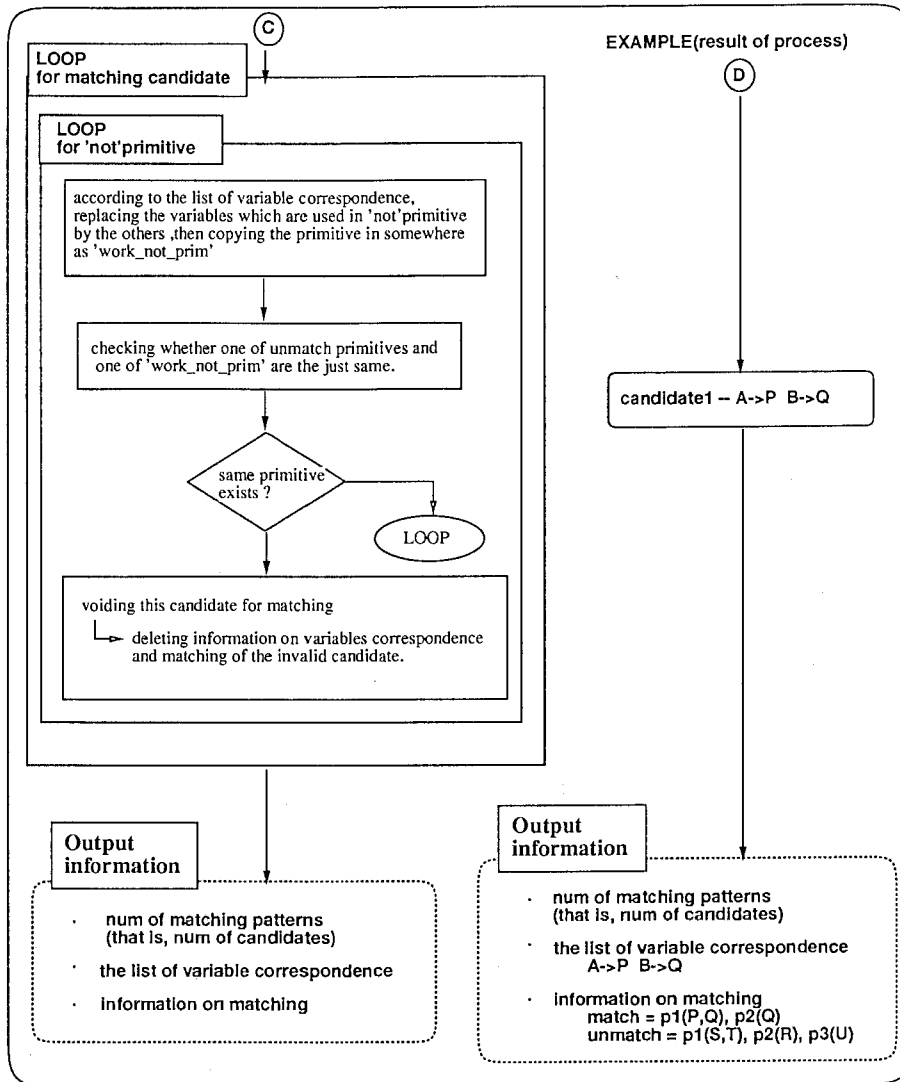 C
LOOP
for matching candidate
LOOP
for 'not'primitive
according to the list of variable correspondence,
replacing the variables which are used in 'not'primitive
by the others ,then copying the primitive in somewhere
as 'work_not_prim'
checking whether one of unmatch primitives and
one of 'work_not_prim' are the just same.
same primitive
exists ?
LOOP
voiding this candidate for matching
deleting information on variables correspondence
and matching of the invalid candidate.
Output
information
· num of matching patterns
(that is, num of candidates)
· the list of variable correspondence
· information on matching
EXAMPLE(result of process)
D
candidate1 -- A->P B->Q
Output
information
· num of matching patterns
(that is, num of candidates)
· the list of variable correspondence
A->P B->Q
· information on matching
match = p1(P,Q), p2(Q)
unmatch = p1(S,T), p2(R), p3(U)